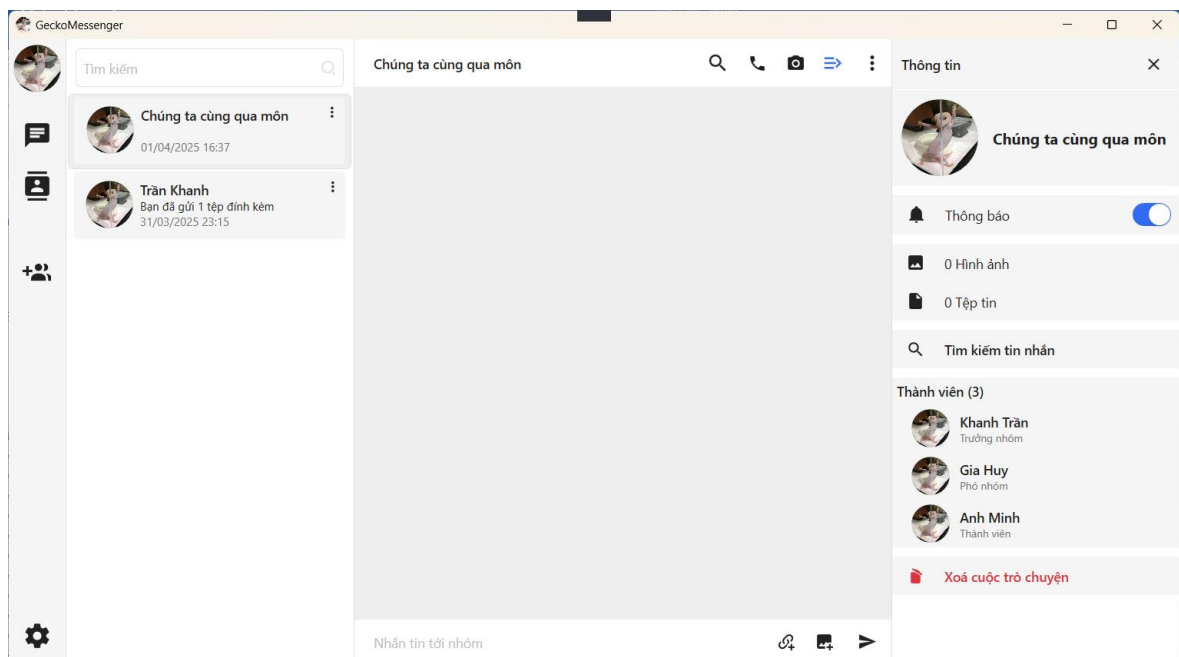 GeckoMessenger
Tìm kiếm
Chúng ta cùng qua môn
01/04/2025 16:37
Trần Khanh
Bạn đã gửi 1 tệp đính kèm
31/03/2025 23:15
Chúng ta cùng qua môn
Nhắn tin tới nhóm
Thông tin
Chúng ta cùng qua môn
Thông báo
0 Hình ảnh
0 Tệp tin
Tìm kiếm tin nhắn
Thành viên (3)
Khanh Trần
Trưởng nhóm
Gia Huy
Phó nhóm
Anh Minh
Thành viên
Xoá cuộc trò chuyện